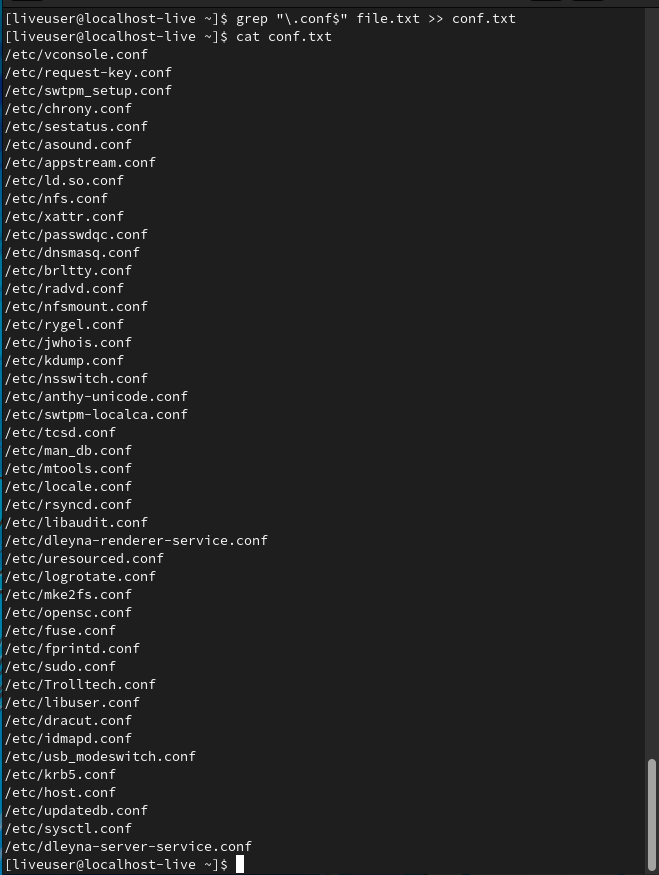 [liveuser@localhost-live ~]$ grep "\.conf$" file.txt >> conf.txt
[liveuser@localhost-live ~]$ cat conf.txt
/etc/vconsole.conf
/etc/request-key.conf
/etc/swtpm_setup.conf
/etc/chrony.conf
/etc/sestatus.conf
/etc/asound.conf
/etc/appstream.conf
/etc/ld.so.conf
/etc/nfs.conf
/etc/xattr.conf
/etc/passwdqc.conf
/etc/dnsmasq.conf
/etc/brltty.conf
/etc/radvd.conf
/etc/nfsmount.conf
/etc/rygel.conf
/etc/jwhois.conf
/etc/kdump.conf
/etc/nsswitch.conf
/etc/anthy-unicode.conf
/etc/swtpm-localca.conf
/etc/tcsd.conf
/etc/man_db.conf
/etc/mtools.conf
/etc/locale.conf
/etc/rsyncd.conf
/etc/libaudit.conf
/etc/dleyna-renderer-service.conf
/etc/uresourced.conf
/etc/logrotate.conf
/etc/mke2fs.conf
/etc/opensc.conf
/etc/fuse.conf
/etc/fprintd.conf
/etc/sudo.conf
/etc/Trolltech.conf
/etc/libuser.conf
/etc/dracut.conf
/etc/idmapd.conf
/etc/usb_modeswitch.conf
/etc/krb5.conf
/etc/host.conf
/etc/updatedb.conf
/etc/sysctl.conf
/etc/dleyna-server-service.conf
[liveuser@localhost-live ~]$